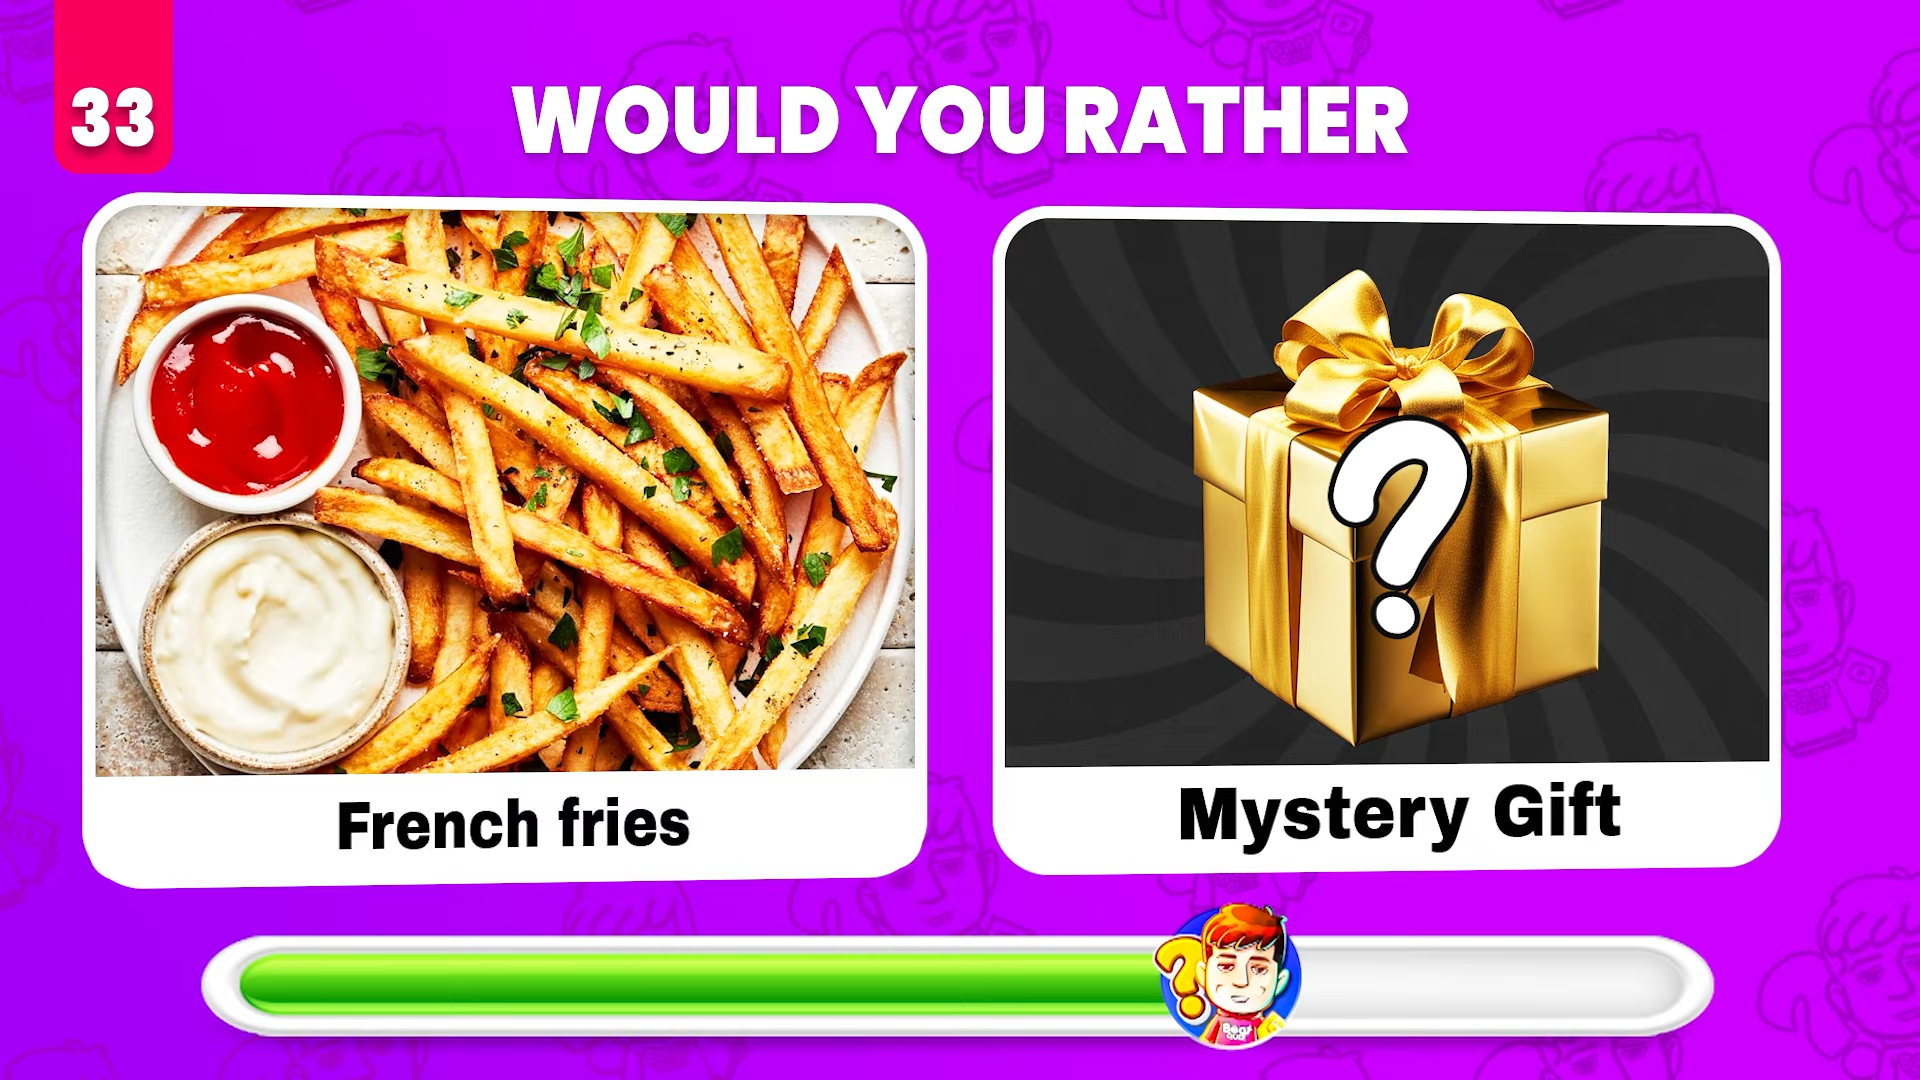 33
WOULD YOU RATHER
?
French fries
Mystery Gift
?